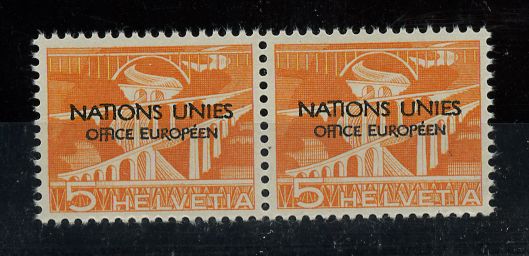 NATIONS UNIES
OFFICE EUROPÉEN
5 HELVETIA
NATIONS UNIES
OFFICE EUROPÉEN
5 HELVETIA